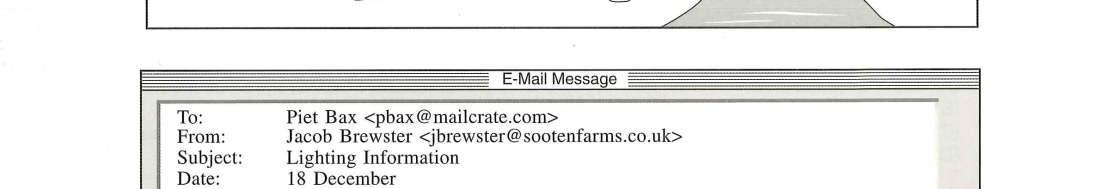 E-Mail Message
To: Piet Bax <pbax@mailcrate.com>
From: Jacob Brewster <jbrewster@sootenfarms.co.uk>
Subject: Lighting Information
Date: 18 December